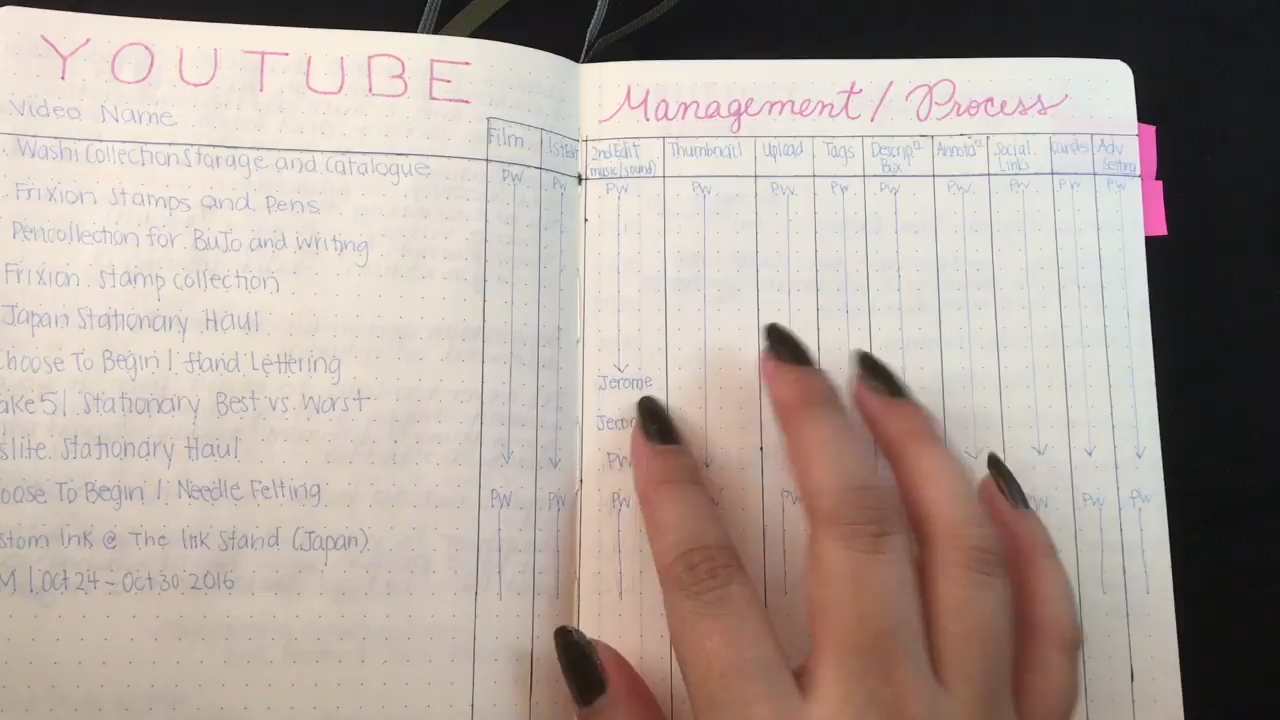 YOUTUBE
Management / Process
Video Name
Film
1st Edit
2nd Edit (music/sound)
Thumbnail
Upload
Tags
Descrip Box
Annota
Social Links
Cards
Adv Setting
Washi Collection Storage and Catalogue
PW PW PW PW PW PW PW PW PW PW PW
Frixion Stamps and Pens
Pencollection for BuJo and writing
Frixion Stamp collection
Japan Stationary Haul
hoose To Begin | Hand Lettering
Jerome
ake 5 | Stationary Best vs. Worst
slite Stationary Haul
PW
oose To Begin | Needle Felting
PW PW PW PW PW PW
stom Ink @ The Ink Stand (Japan)
M | Oct 24 - Oct 30 2016